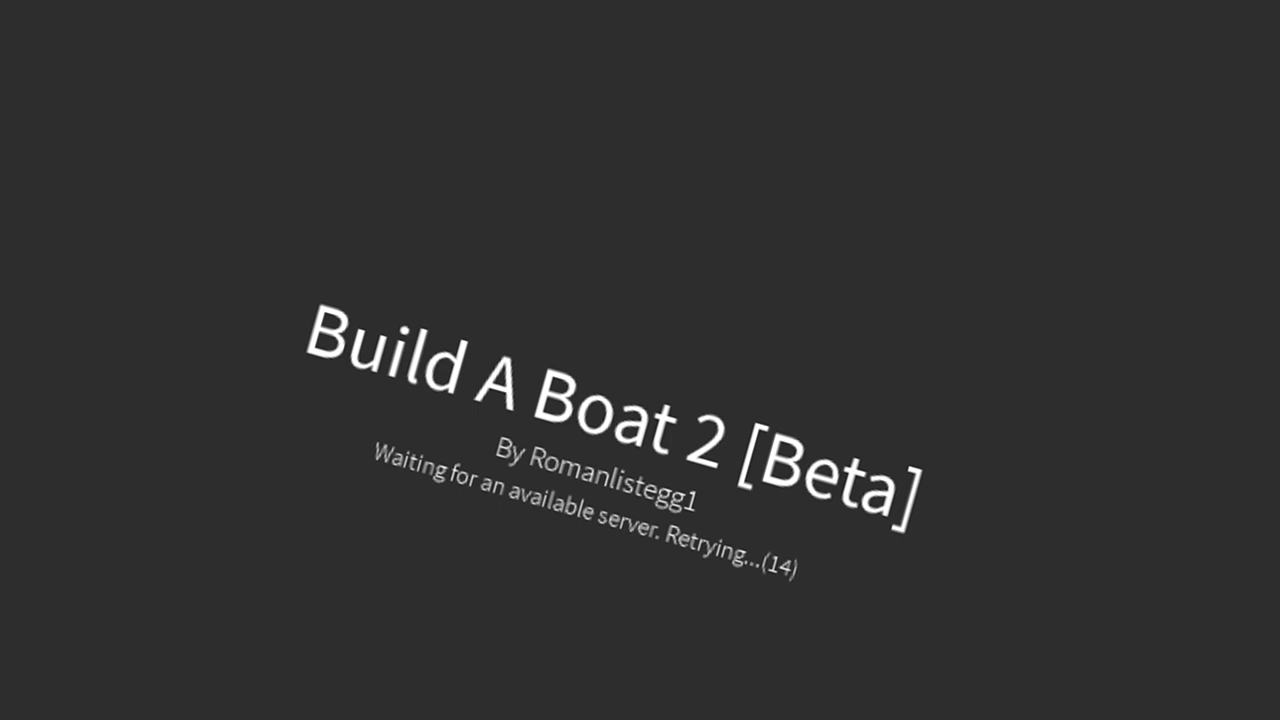 Build A Boat 2 [Beta]
By Romanlistegg1
Waiting for an available server. Retrying...(14)